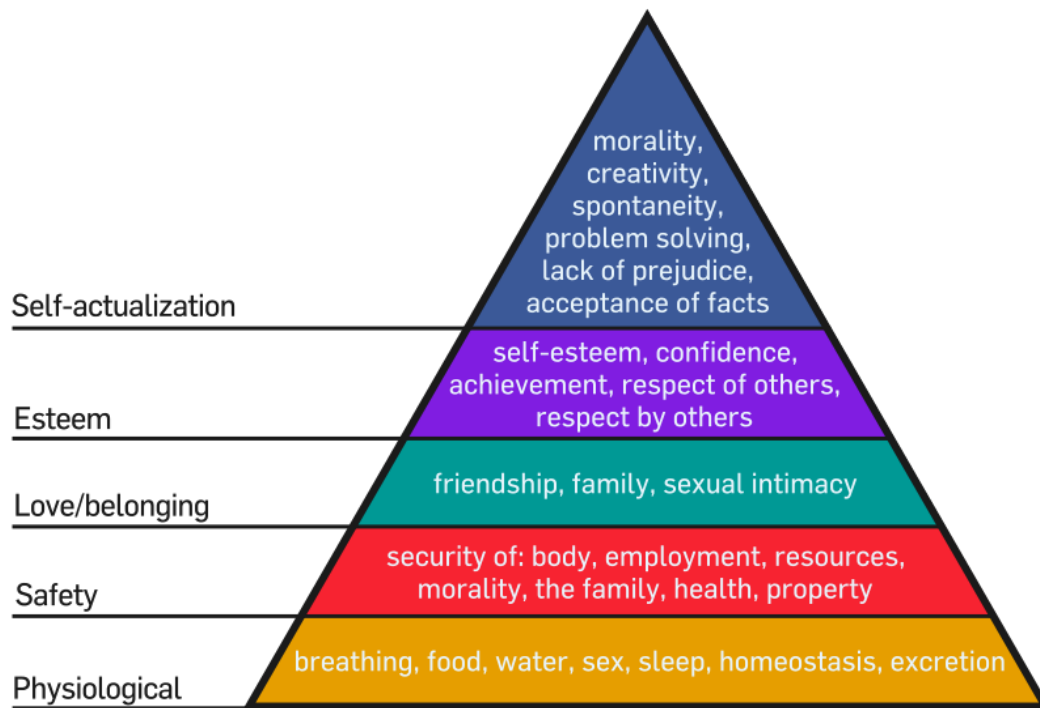 morality,
creativity,
spontaneity,
problem solving,
lack of prejudice,
acceptance of facts
Self-actualization
self-esteem, confidence,
achievement, respect of others,
respect by others
Esteem
friendship, family, sexual intimacy
Love/belonging
security of: body, employment, resources,
morality, the family, health, property
Safety
breathing, food, water, sex, sleep, homeostasis, excretion
Physiological